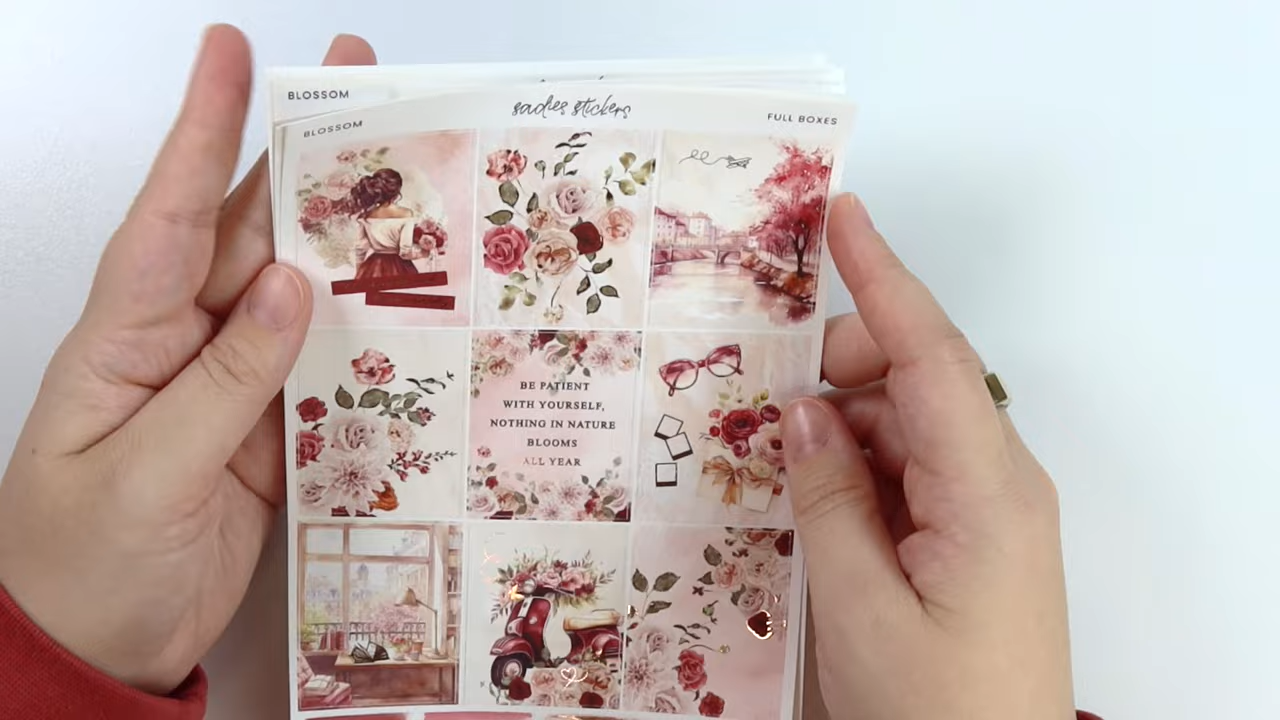 BLOSSOM
sadies stickers
BLOSSOM
FULL BOXES
BE PATIENT
WITH YOURSELF,
NOTHING IN NATURE
BLOOMS
ALL YEAR